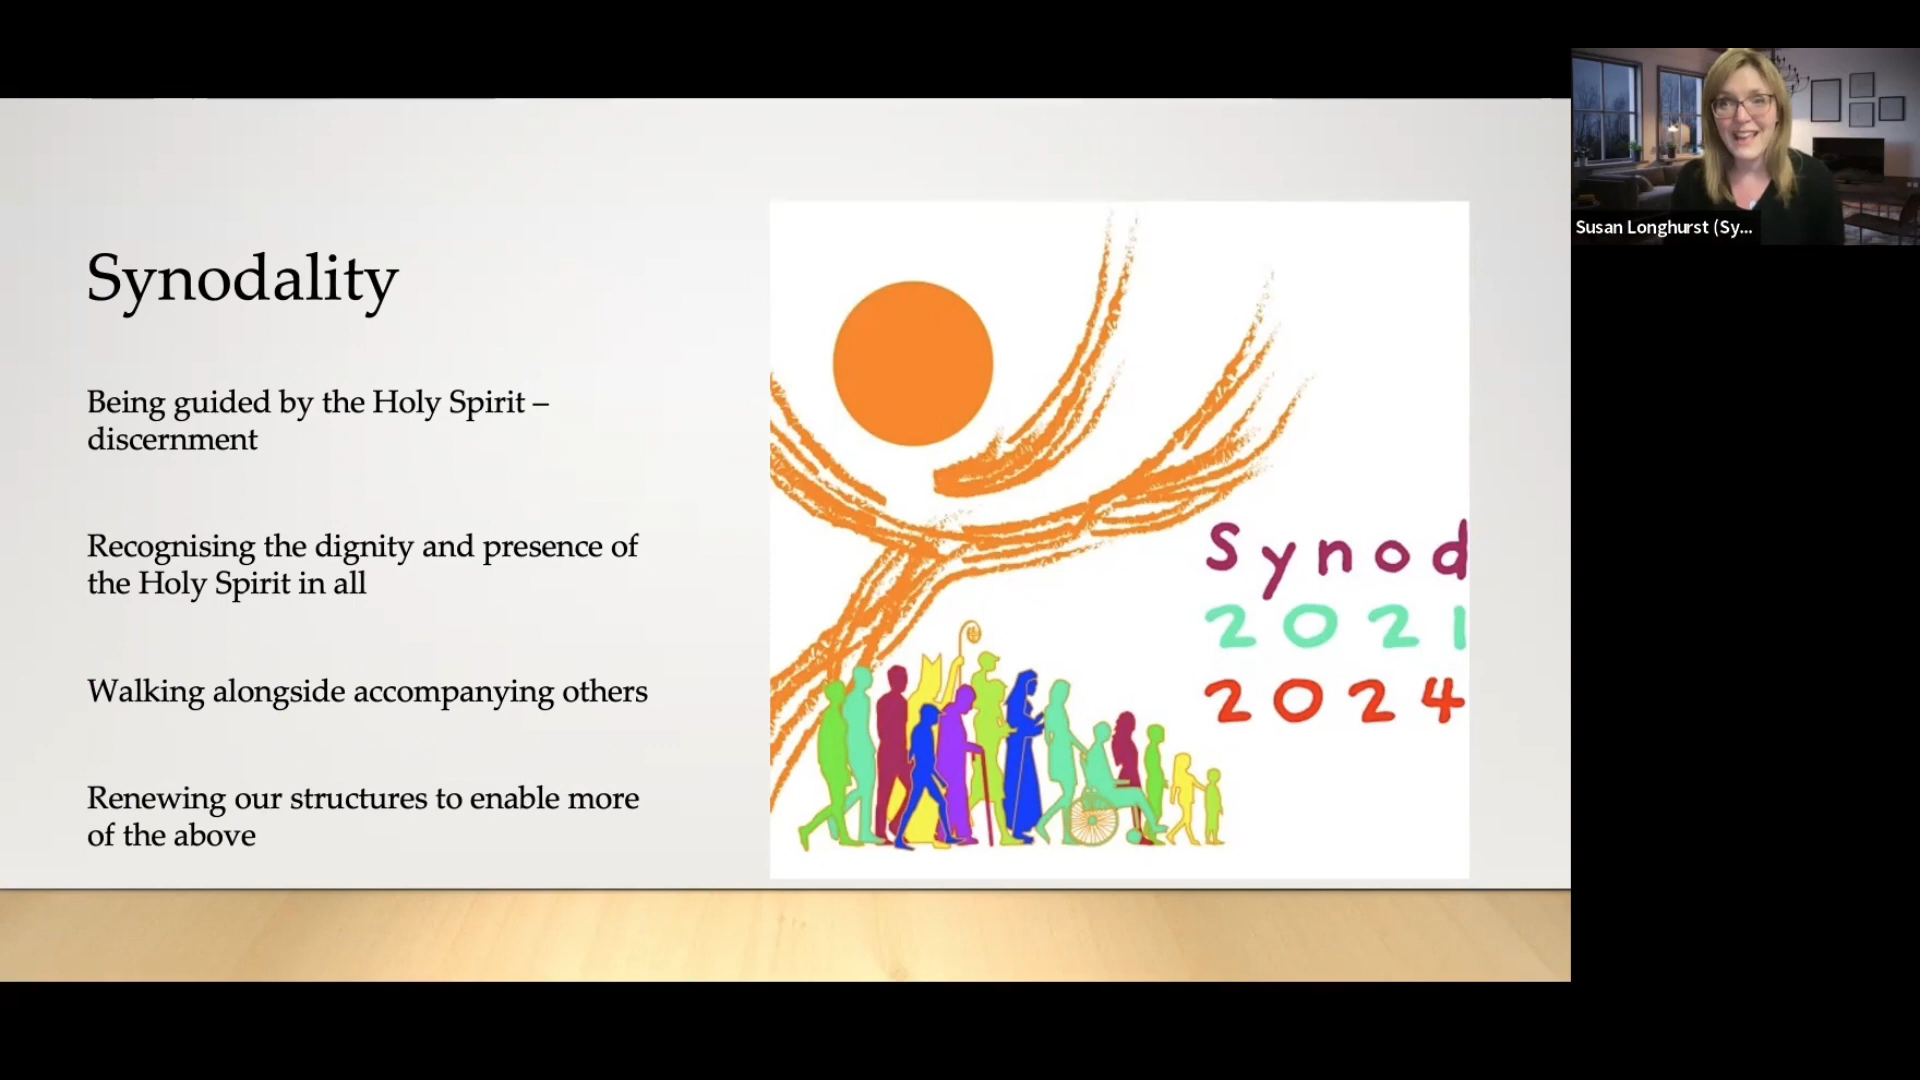 Synodality
Being guided by the Holy Spirit –
discernment
Recognising the dignity and presence of
the Holy Spirit in all
Walking alongside accompanying others
Renewing our structures to enable more
of the above
Synod
2021
2024
Susan Longhurst (Sy...